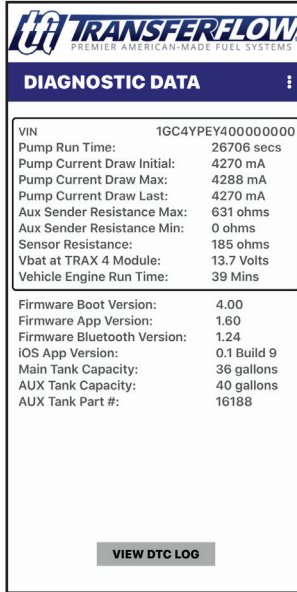 tfi TRANSFERFLOW
PREMIER AMERICAN-MADE FUEL SYSTEMS
DIAGNOSTIC DATA
VIN 1GC4YPEY400000000
Pump Run Time: 26706 secs
Pump Current Draw Initial: 4270 mA
Pump Current Draw Max: 4288 mA
Pump Current Draw Last: 4270 mA
Aux Sender Resistance Max: 631 ohms
Aux Sender Resistance Min: 0 ohms
Sensor Resistance: 185 ohms
Vbat at TRAX 4 Module: 13.7 Volts
Vehicle Engine Run Time: 39 Mins
Firmware Boot Version: 4.00
Firmware App Version: 1.60
Firmware Bluetooth Version: 1.24
iOS App Version: 0.1 Build 9
Main Tank Capacity: 36 gallons
AUX Tank Capacity: 40 gallons
AUX Tank Part #: 16188
VIEW DTC LOG